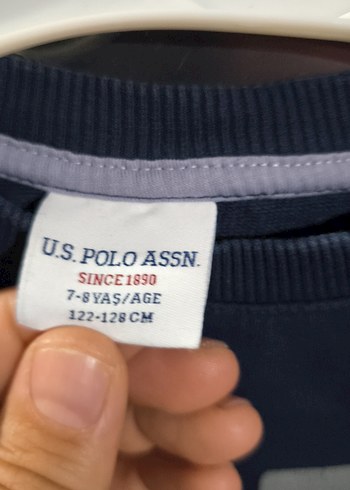 U.S. POLO ASSN.
SINCE 1890
7-8 YAŞ/AGE
122-128 CM